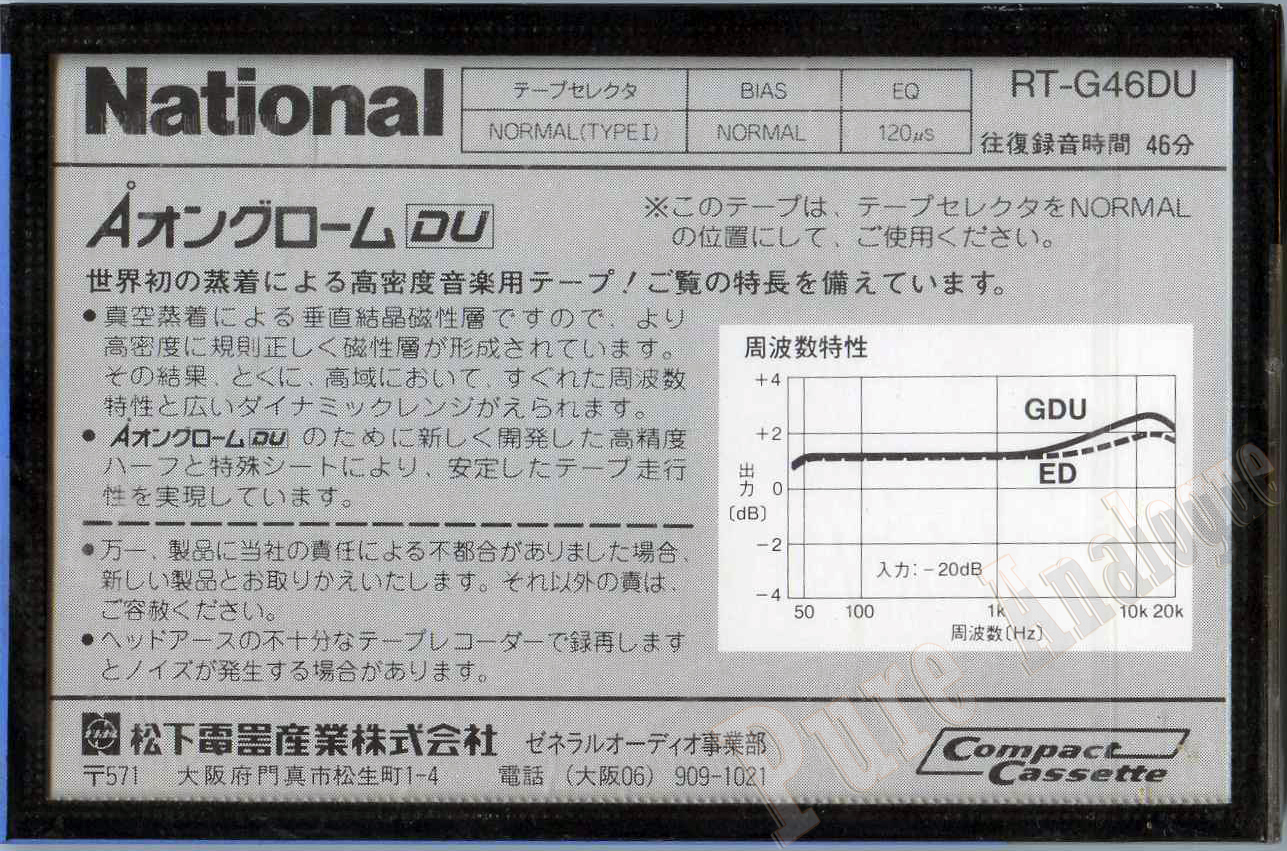 National
テープセレクタ BIAS EQ
NORMAL(TYPEⅠ) NORMAL 120μs
RT-G46DU
往復録音時間 46分
Åオングローム DU
※このテープは、テープセレクタをNORMAL
の位置にして、ご使用ください。
世界初の蒸着による高密度音楽用テープ!ご覧の特長を備えています。
●真空蒸着による垂直結晶磁性層ですので、より
高密度に規則正しく磁性層が形成されています。
その結果、とくに、高域において、すぐれた周波数
特性と広いダイナミックレンジがえられます。
●Åオングローム DU のために新しく開発した高精度
ハーフと特殊シートにより、安定したテープ走行
性を実現しています。
●万一、製品に当社の責任による不都合がありました場合、
新しい製品とお取りかえいたします。それ以外の責は、
ご容赦ください。
●ヘッドアースの不十分なテープレコーダーで録再します
とノイズが発生する場合があります。
周波数特性
+4
+2
0
-2
-4
出力
〔dB〕
GDU
ED
入力:-20dB
50 100 1k 10k 20k
周波数〔Hz〕
松下電器産業株式会社 ゼネラルオーディオ事業部
〒571 大阪府門真市松生町1-4 電話 (大阪06) 909-1021
Compact
Cassette
Pure Analogue